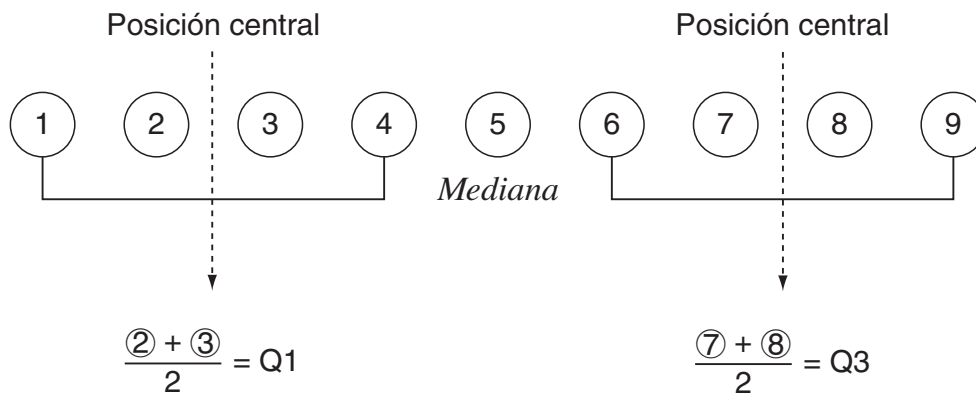 Posición central Posición central
1 2 3 4 5 6 7 8 9
Mediana
② + ③ / 2 = Q1
⑦ + ⑧ / 2 = Q3